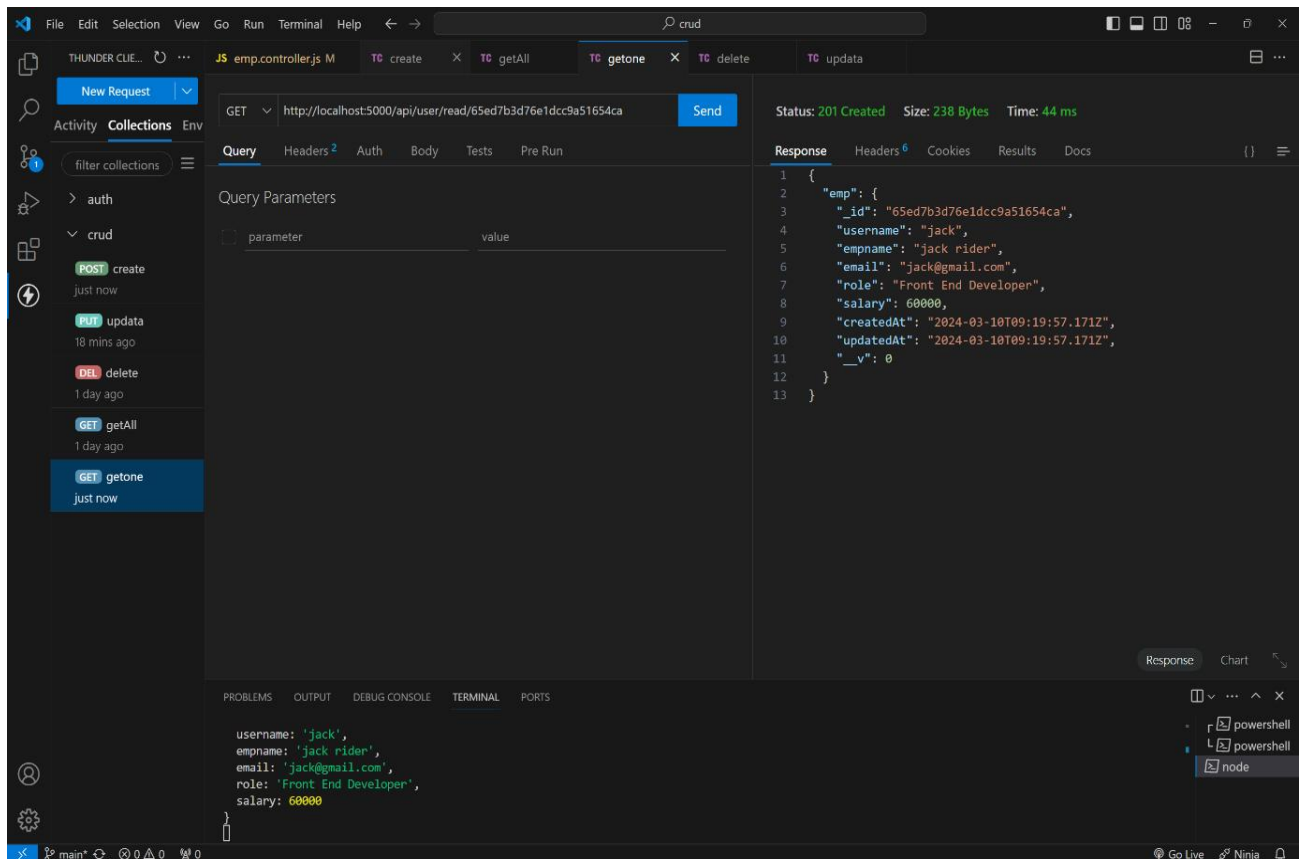 File Edit Selection View Go Run Terminal Help crud
THUNDER CLIE...
JS emp.controller.js M TC create TC getAll TC getone TC delete TC updata
New Request
Activity Collections Env
filter collections
auth
crud
POST create
just now
PUT updata
18 mins ago
DEL delete
1 day ago
GET getAll
1 day ago
GET getone
just now
GET http://localhost:5000/api/user/read/65ed7b3d76e1dcc9a51654ca Send
Query Headers 2 Auth Body Tests Pre Run
Query Parameters
parameter value
Status: 201 Created Size: 238 Bytes Time: 44 ms
Response Headers 6 Cookies Results Docs {}
1 {
2 "emp": {
3 "_id": "65ed7b3d76e1dcc9a51654ca",
4 "username": "jack",
5 "empname": "jack rider",
6 "email": "jack@gmail.com",
7 "role": "Front End Developer",
8 "salary": 60000,
9 "createdAt": "2024-03-10T09:19:57.171Z",
10 "updatedAt": "2024-03-10T09:19:57.171Z",
11 "__v": 0
12 }
13 }
Response Chart
PROBLEMS OUTPUT DEBUG CONSOLE TERMINAL PORTS
username: 'jack',
empname: 'jack rider',
email: 'jack@gmail.com',
role: 'Front End Developer',
salary: 60000
}
powershell
powershell
node
1
main* 0 0 0 Go Live Ninja